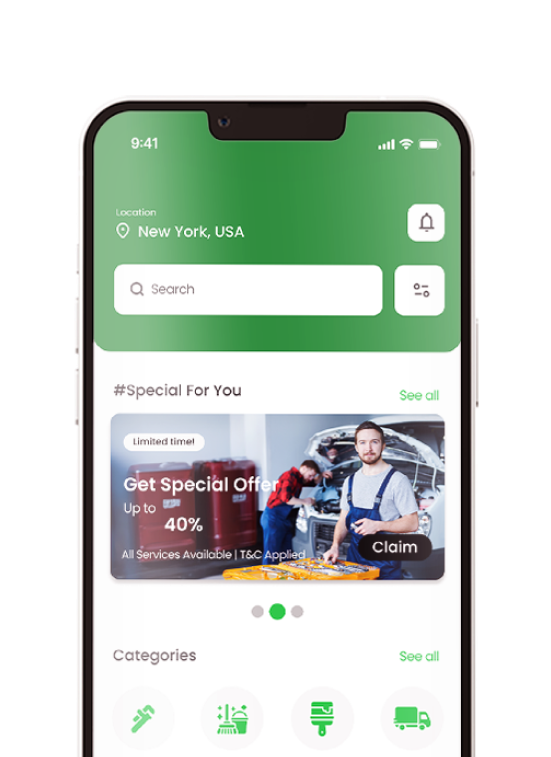 9:41
Location
New York, USA
Search
#Special For You
See all
Limited time!
Get Special Offer
Up to
40%
All Services Available | T&C Applied
Claim
Categories
See all